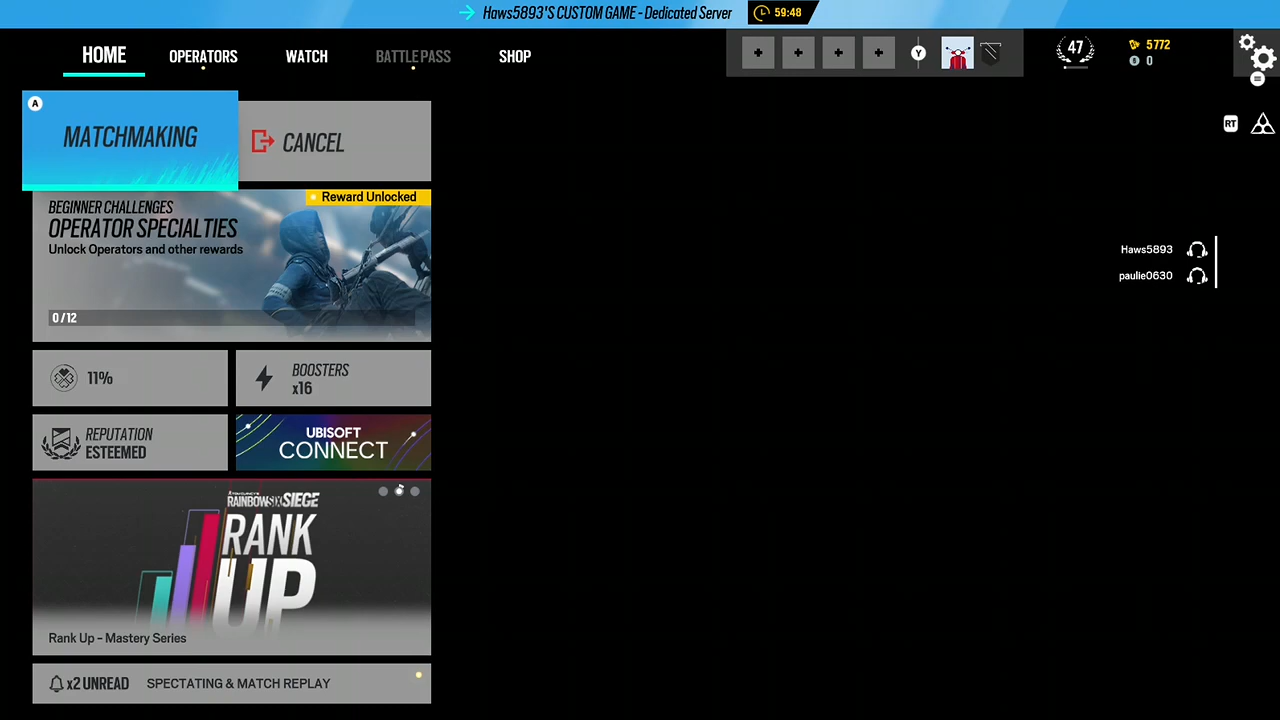 Haws5893'S CUSTOM GAME - Dedicated Server
59:48
HOME
OPERATORS
WATCH
BATTLE PASS
SHOP
+ + + +
Y
47
5772
0
A
MATCHMAKING
CANCEL
RT
Reward Unlocked
BEGINNER CHALLENGES
OPERATOR SPECIALTIES
Unlock Operators and other rewards
0/12
Haws5893
paulie0630
11%
BOOSTERS
x16
REPUTATION
ESTEEMED
UBISOFT
CONNECT
RAINBOWSIX SIEGE
RANK
UP
Rank Up - Mastery Series
x2 UNREAD
SPECTATING & MATCH REPLAY